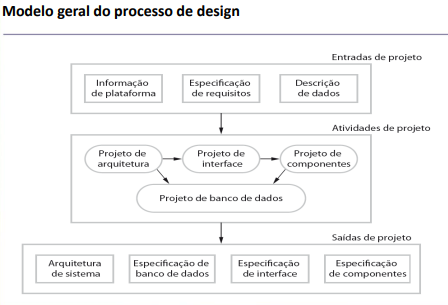 Modelo geral do processo de design
Entradas de projeto
Informação
de plataforma
Especificação
de requisitos
Descrição
de dados
Atividades de projeto
Projeto de
arquitetura
Projeto de
interface
Projeto de
componentes
Projeto de banco de dados
Saídas de projeto
Arquitetura
de sistema
Especificação de
banco de dados
Especificação
de interface
Especificação
de componentes